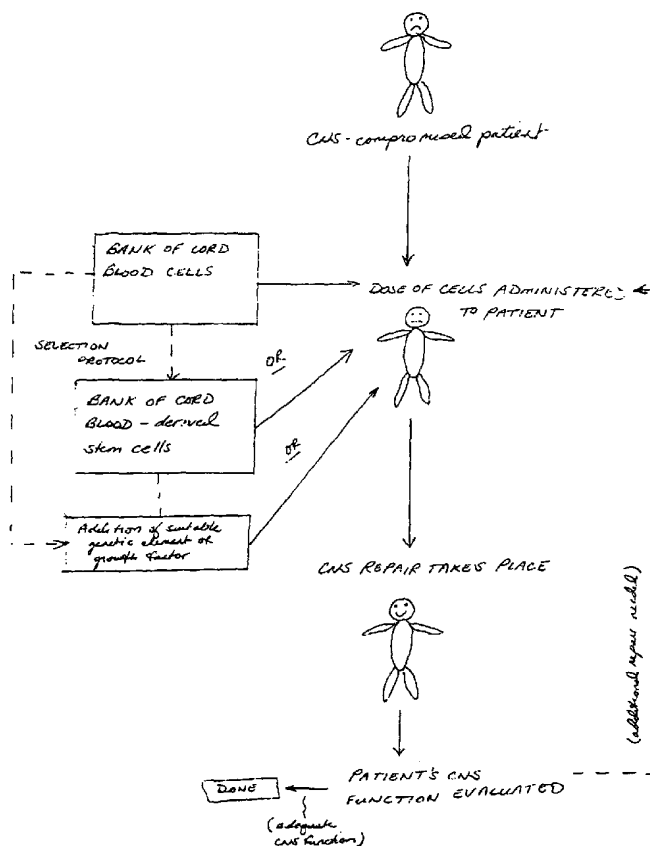 CNS-compromised patient
BANK OF CORD
BLOOD CELLS
DOSE OF CELLS ADMINISTERED
TO PATIENT
SELECTION
PROTOCOL
OR
BANK OF CORD
BLOOD-derived
stem cells
OR
Addition of suitable
genetic element or
growth factor
CNS REPAIR TAKES PLACE
(additional repair needed)
PATIENT'S CNS
FUNCTION EVALUATED
DONE
(adequate
CNS function)